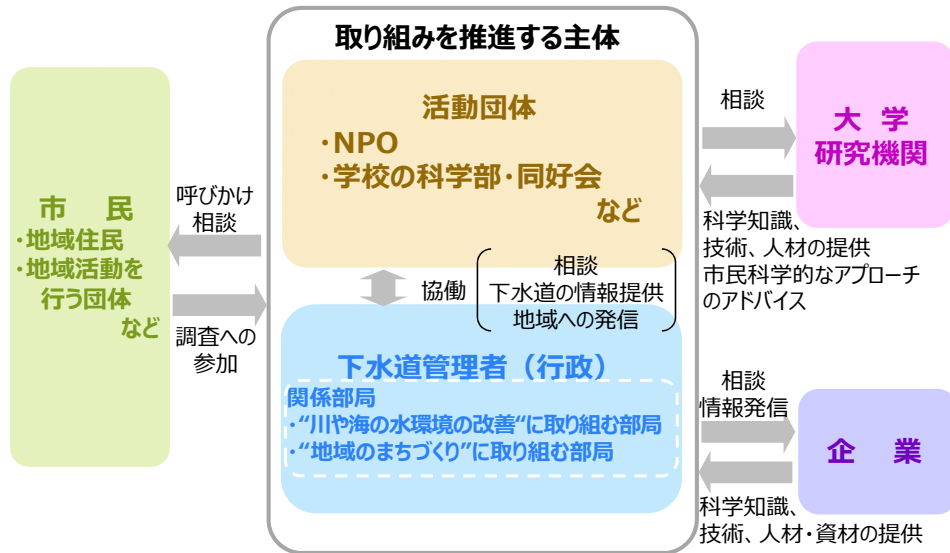 取り組みを推進する主体
活動団体
・NPO
・学校の科学部・同好会
など
市 民
・地域住民
・地域活動を
行う団体
など
呼びかけ
相談
調査への
参加
協働
相談
下水道の情報提供
地域への発信
下水道管理者（行政）
関係部局
・“川や海の水環境の改善“に取り組む部局
・“地域のまちづくり”に取り組む部局
相談
大 学
研究機関
科学知識、
技術、人材の提供
市民科学的なアプローチ
のアドバイス
相談
情報発信
企 業
科学知識、
技術、人材・資材の提供